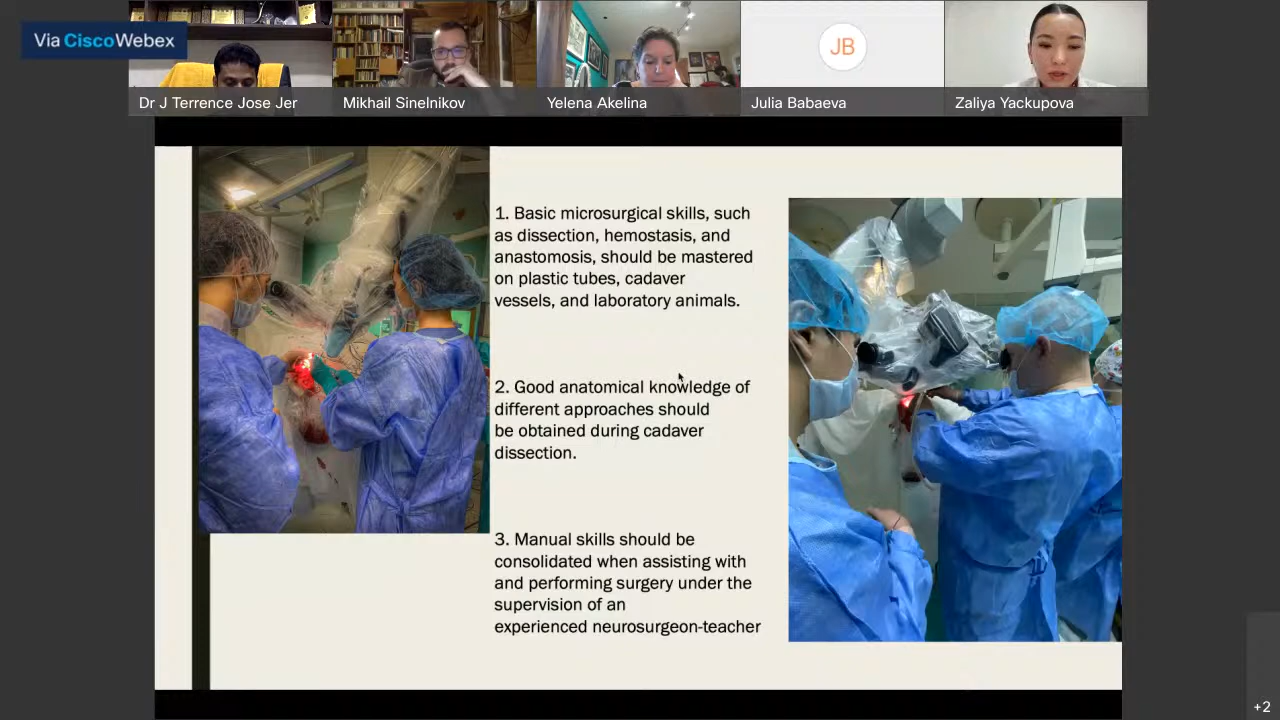 Via Cisco Webex
Dr J Terrence Jose Jer
Mikhail Sinelnikov
Yelena Akelina
JB
Julia Babaeva
Zaliya Yackupova
1. Basic microsurgical skills, such
as dissection, hemostasis, and
anastomosis, should be mastered
on plastic tubes, cadaver
vessels, and laboratory animals.
2. Good anatomical knowledge of
different approaches should
be obtained during cadaver
dissection.
3. Manual skills should be
consolidated when assisting with
and performing surgery under the
supervision of an
experienced neurosurgeon-teacher
+2